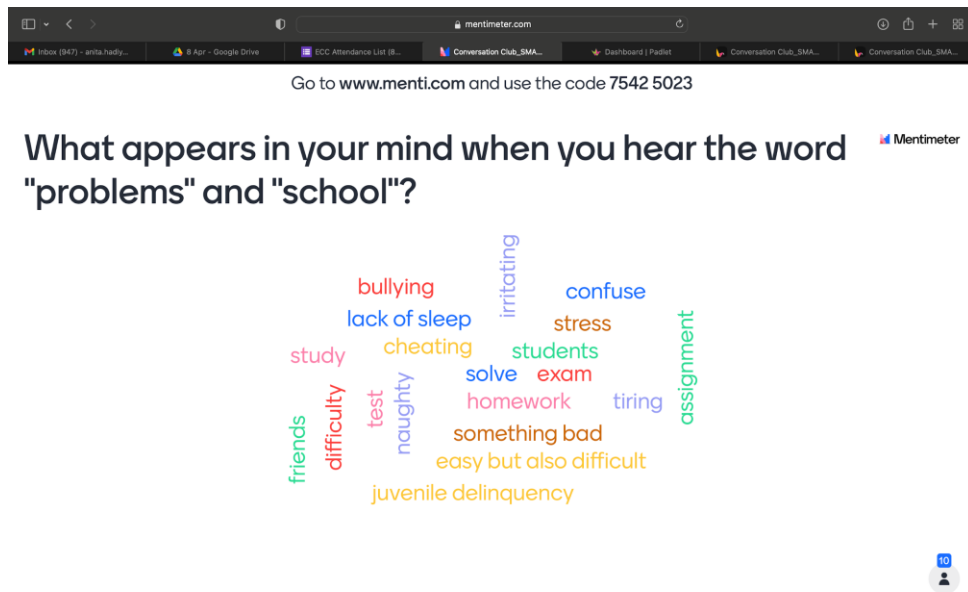 mentimeter.com
Inbox (947) - anita.hadiy...
8 Apr - Google Drive
ECC Attendance List (8...
Conversation Club_SMA...
Dashboard | Padlet
Conversation Club_SMA...
Conversation Club_SMA...
Go to www.menti.com and use the code 7542 5023
What appears in your mind when you hear the word
"problems" and "school"?
Mentimeter
irritating
bullying
confuse
lack of sleep
stress
assignment
cheating
students
study
solve
exam
difficulty
test
naughty
homework
tiring
friends
something bad
easy but also difficult
juvenile delinquency
10